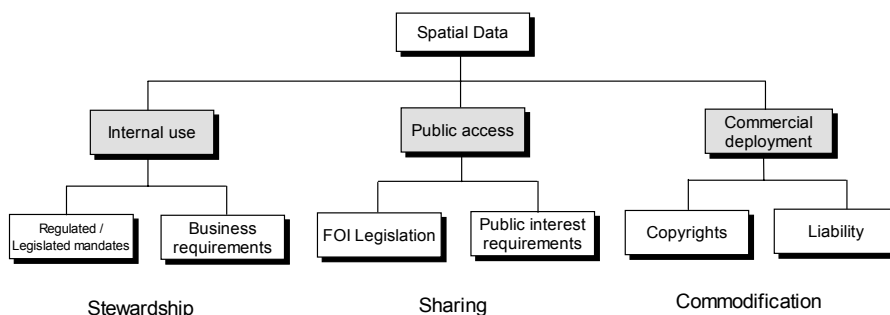 Spatial Data
Internal use
Public access
Commercial
deployment
Regulated /
Legislated mandates
Business
requirements
FOI Legislation
Public interest
requirements
Copyrights
Liability
Stewardship
Sharing
Commodification